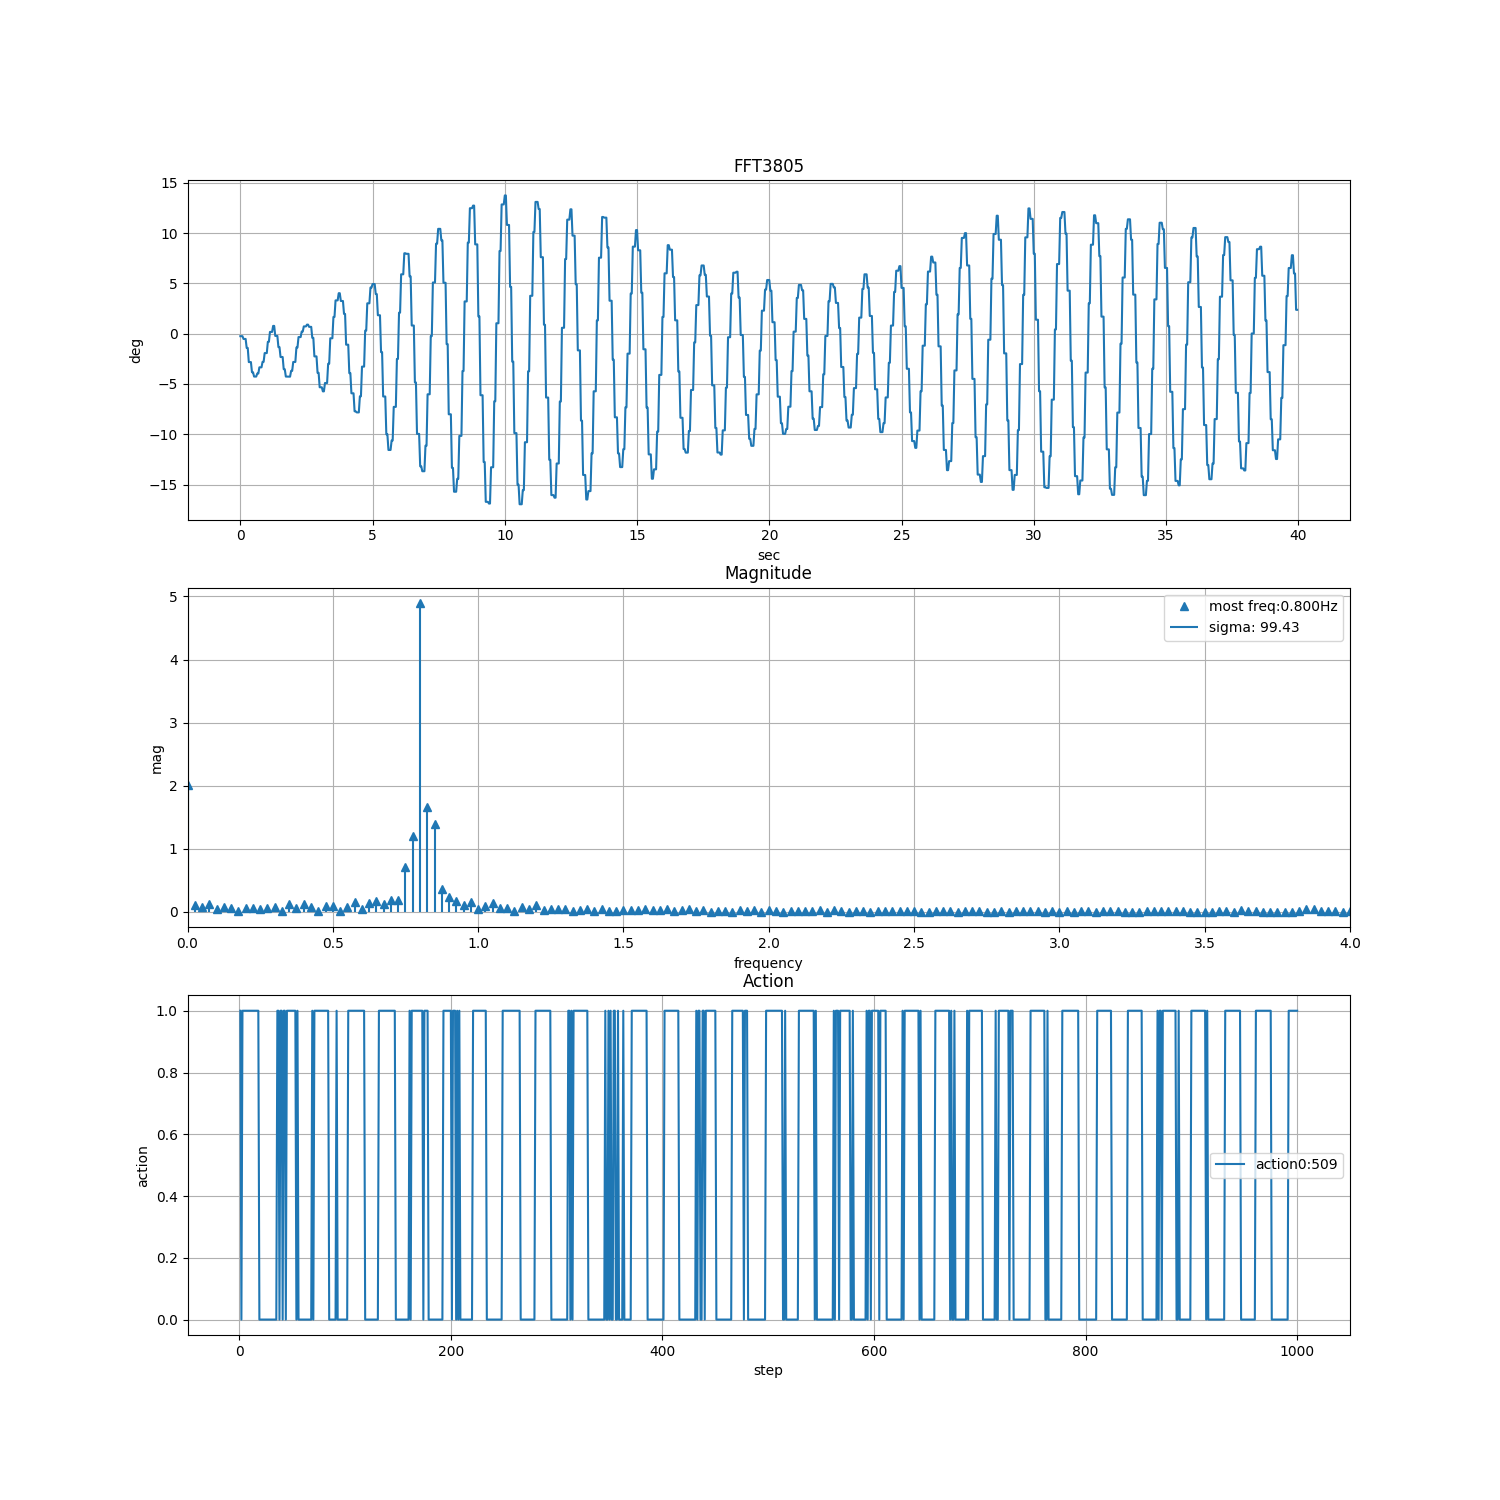 FFT3805
15
10
5
0
−5
−10
−15
deg
0 5 10 15 20 25 30 35 40
sec
Magnitude
5
4
3
2
1
0
mag
most freq:0.800Hz
sigma: 99.43
0.0 0.5 1.0 1.5 2.0 2.5 3.0 3.5 4.0
frequency
Action
1.0
0.8
0.6
0.4
0.2
0.0
action
action0:509
0 200 400 600 800 1000
step